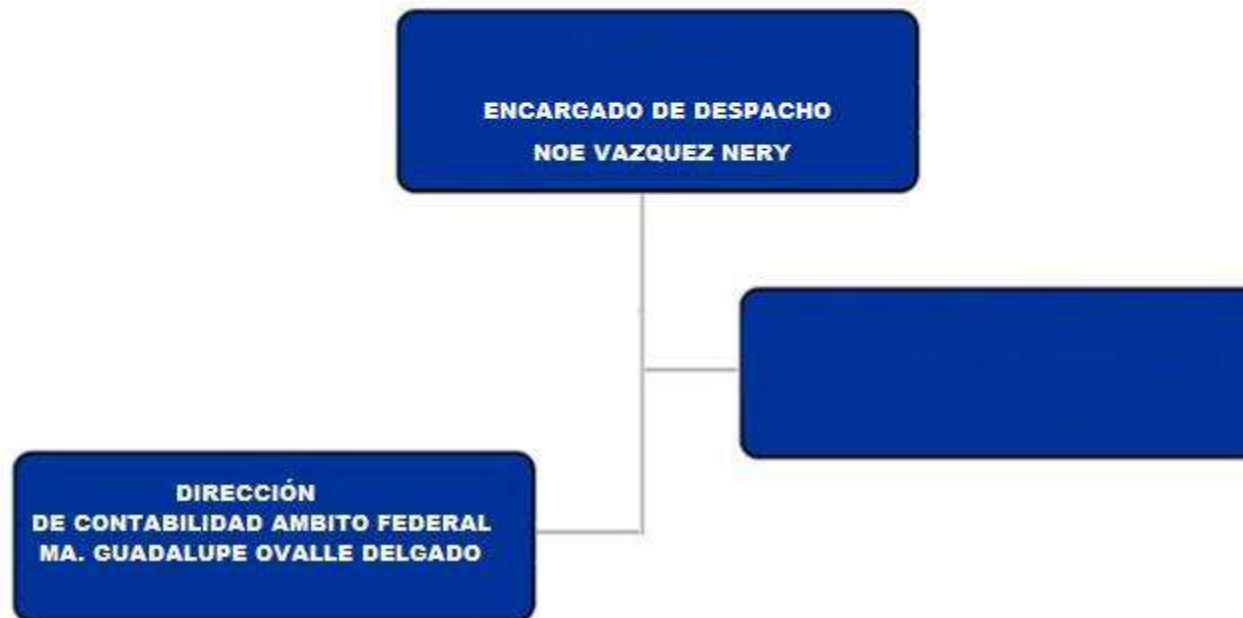 ENCARGADO DE DESPACHO
NOE VAZQUEZ NERY
DIRECCIÓN
DE CONTABILIDAD AMBITO FEDERAL
MA. GUADALUPE OVALLE DELGADO